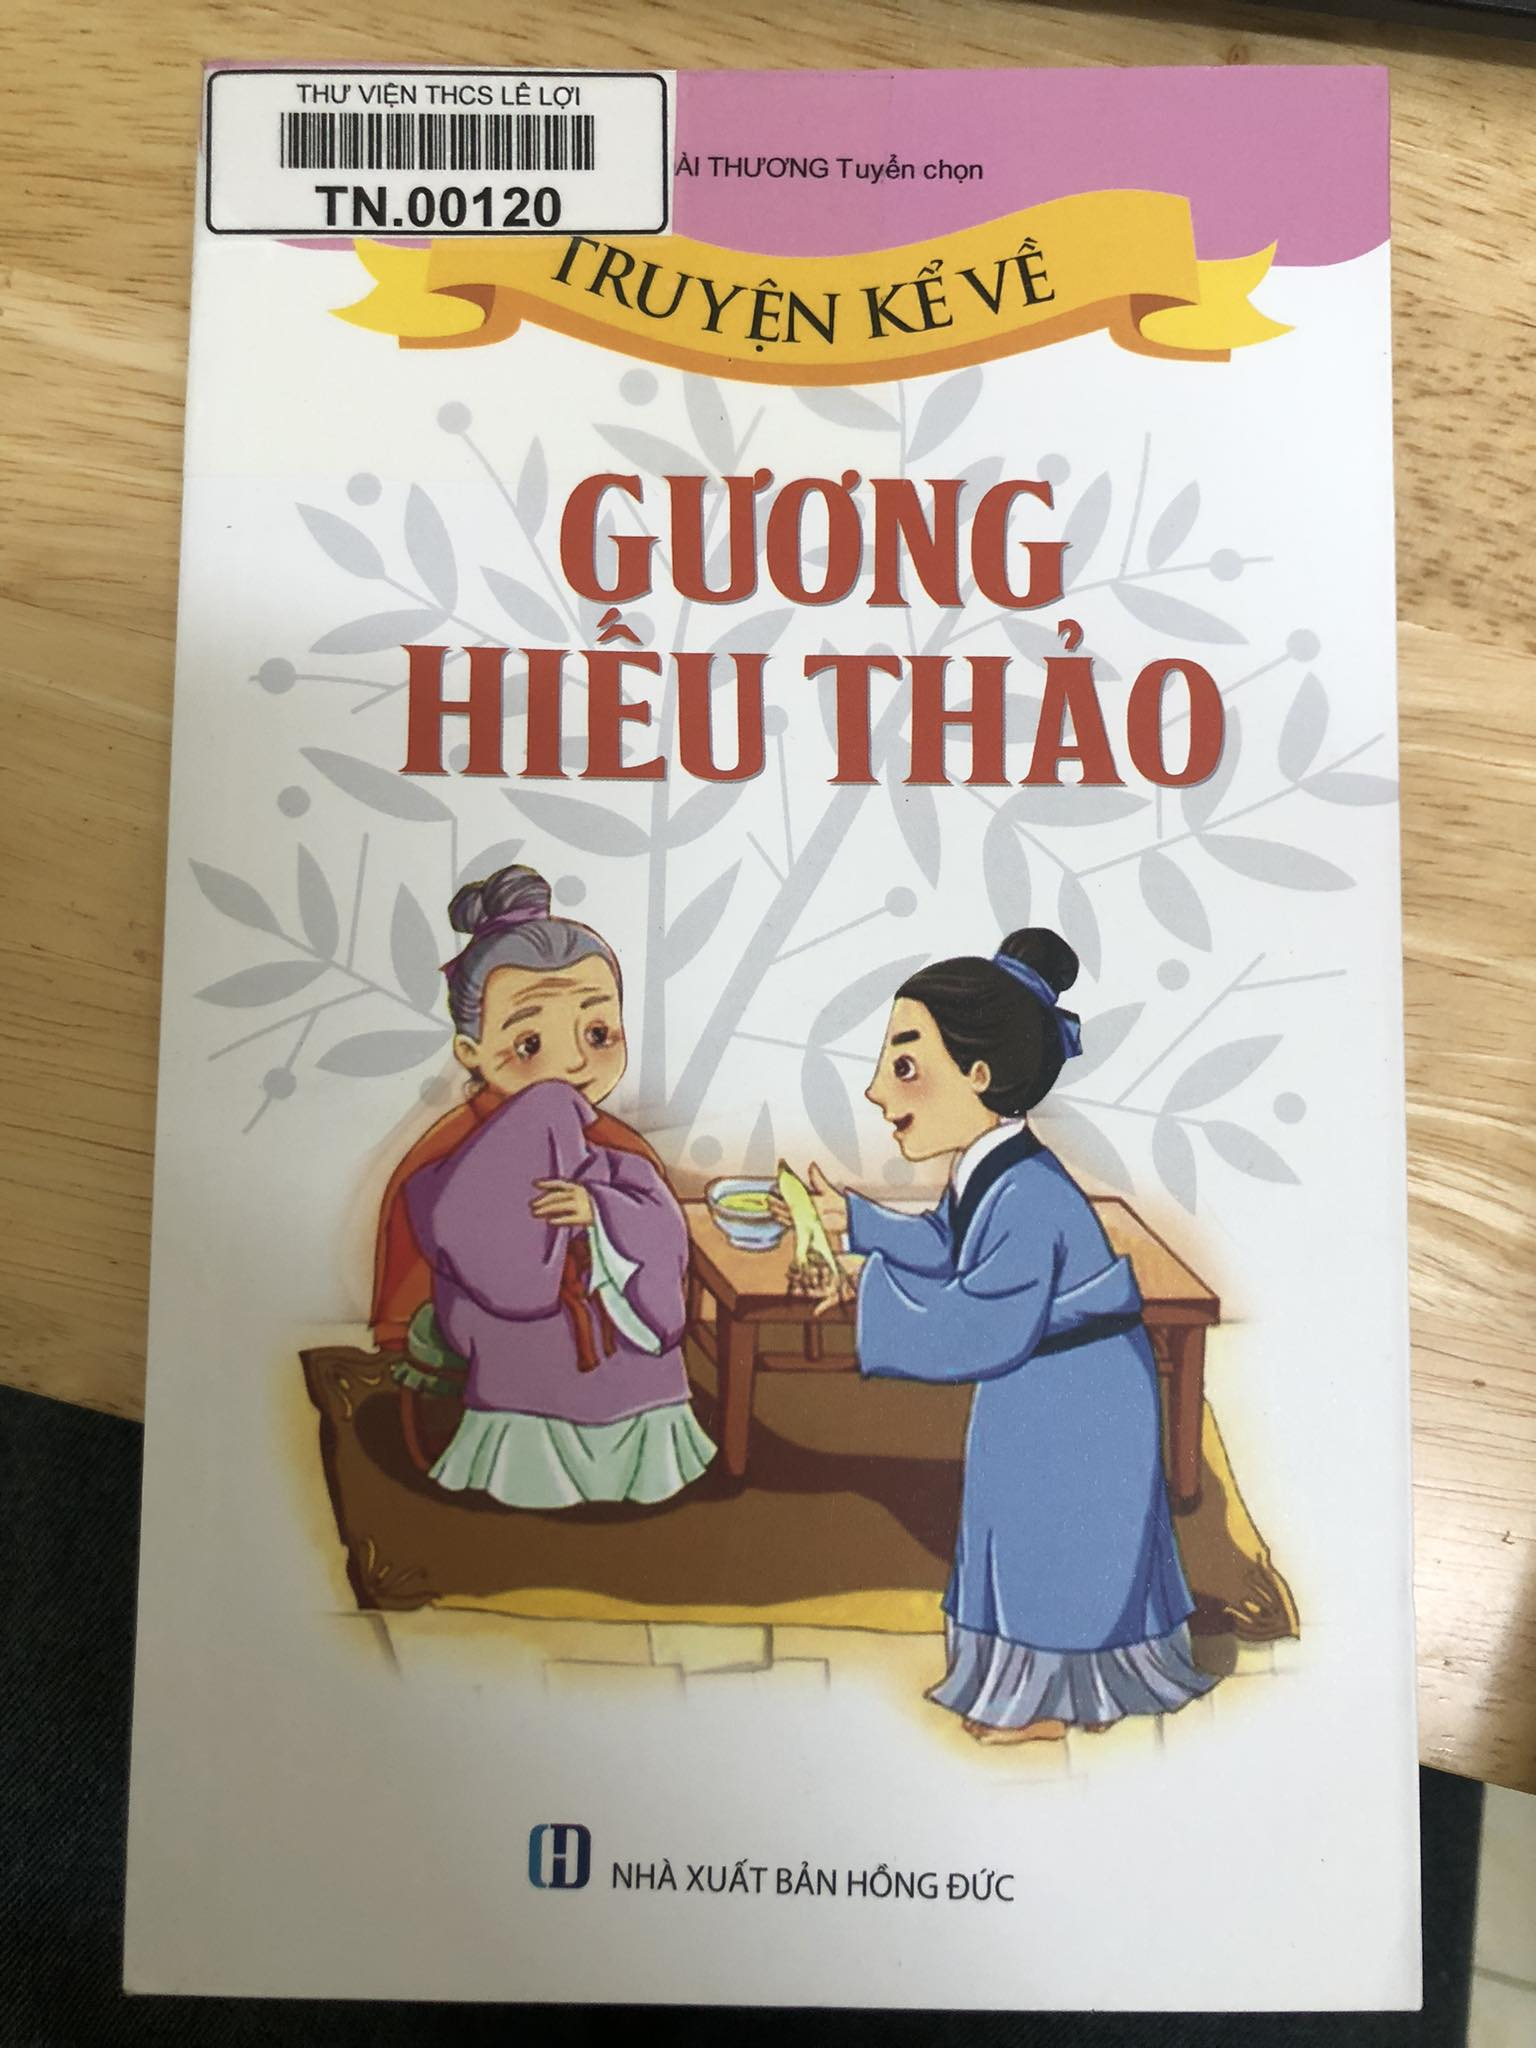 THƯ VIỆN THCS LÊ LỢI
TN.00120
THƯƠNG Tuyển chọn
TRUYỆN KỂ VỀ
GƯƠNG
HIẾU THẢO
NHÀ XUẤT BẢN HỒNG ĐỨC